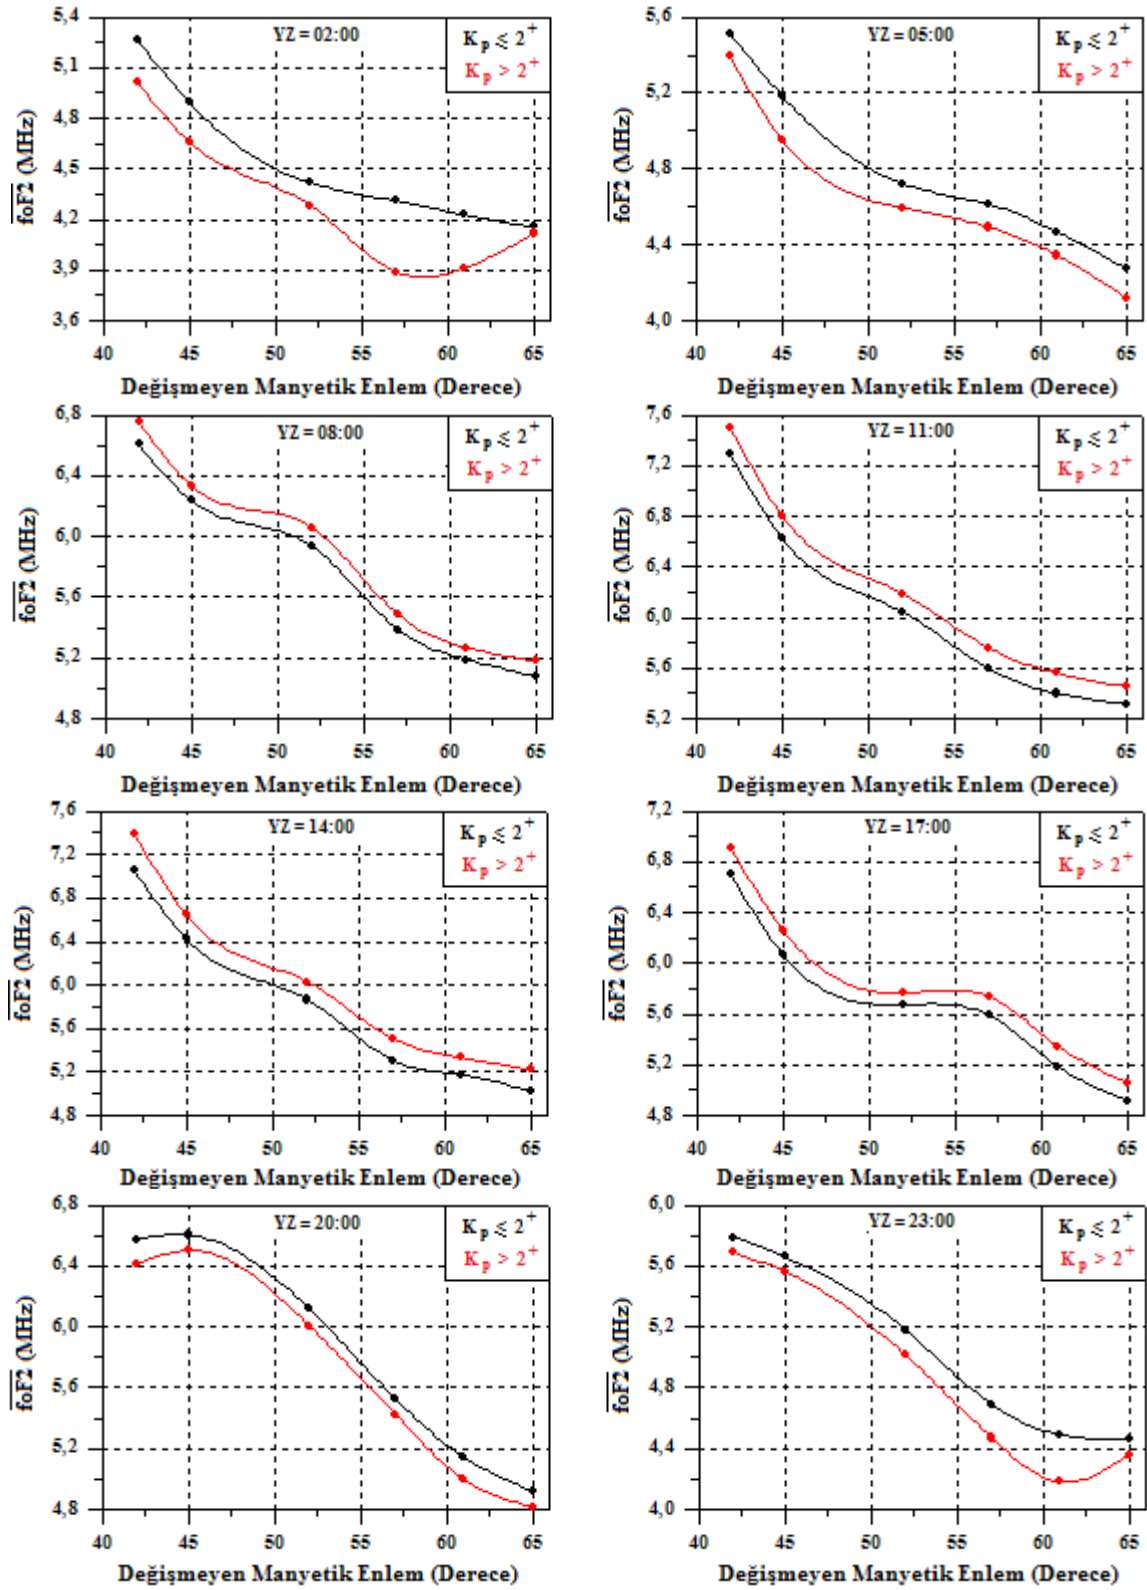 5,4
5,1
4,8
4,5
4,2
3,9
3,6
foF2 (MHz)
YZ = 02:00
Kp ⩽ 2+
Kp > 2+
40 45 50 55 60 65
Değişmeyen Manyetik Enlem (Derece)
5,6
5,2
4,8
4,4
4,0
foF2 (MHz)
YZ = 05:00
Kp ⩽ 2+
Kp > 2+
40 45 50 55 60 65
Değişmeyen Manyetik Enlem (Derece)
6,8
6,4
6,0
5,6
5,2
4,8
foF2 (MHz)
YZ = 08:00
Kp ⩽ 2+
Kp > 2+
40 45 50 55 60 65
Değişmeyen Manyetik Enlem (Derece)
7,6
7,2
6,8
6,4
6,0
5,6
5,2
foF2 (MHz)
YZ = 11:00
Kp ⩽ 2+
Kp > 2+
40 45 50 55 60 65
Değişmeyen Manyetik Enlem (Derece)
7,6
7,2
6,8
6,4
6,0
5,6
5,2
4,8
foF2 (MHz)
YZ = 14:00
Kp ⩽ 2+
Kp > 2+
40 45 50 55 60 65
Değişmeyen Manyetik Enlem (Derece)
7,2
6,8
6,4
6,0
5,6
5,2
4,8
foF2 (MHz)
YZ = 17:00
Kp ⩽ 2+
Kp > 2+
40 45 50 55 60 65
Değişmeyen Manyetik Enlem (Derece)
6,8
6,4
6,0
5,6
5,2
4,8
foF2 (MHz)
YZ = 20:00
Kp ⩽ 2+
Kp > 2+
40 45 50 55 60 65
Değişmeyen Manyetik Enlem (Derece)
6,0
5,6
5,2
4,8
4,4
4,0
foF2 (MHz)
YZ = 23:00
Kp ⩽ 2+
Kp > 2+
40 45 50 55 60 65
Değişmeyen Manyetik Enlem (Derece)